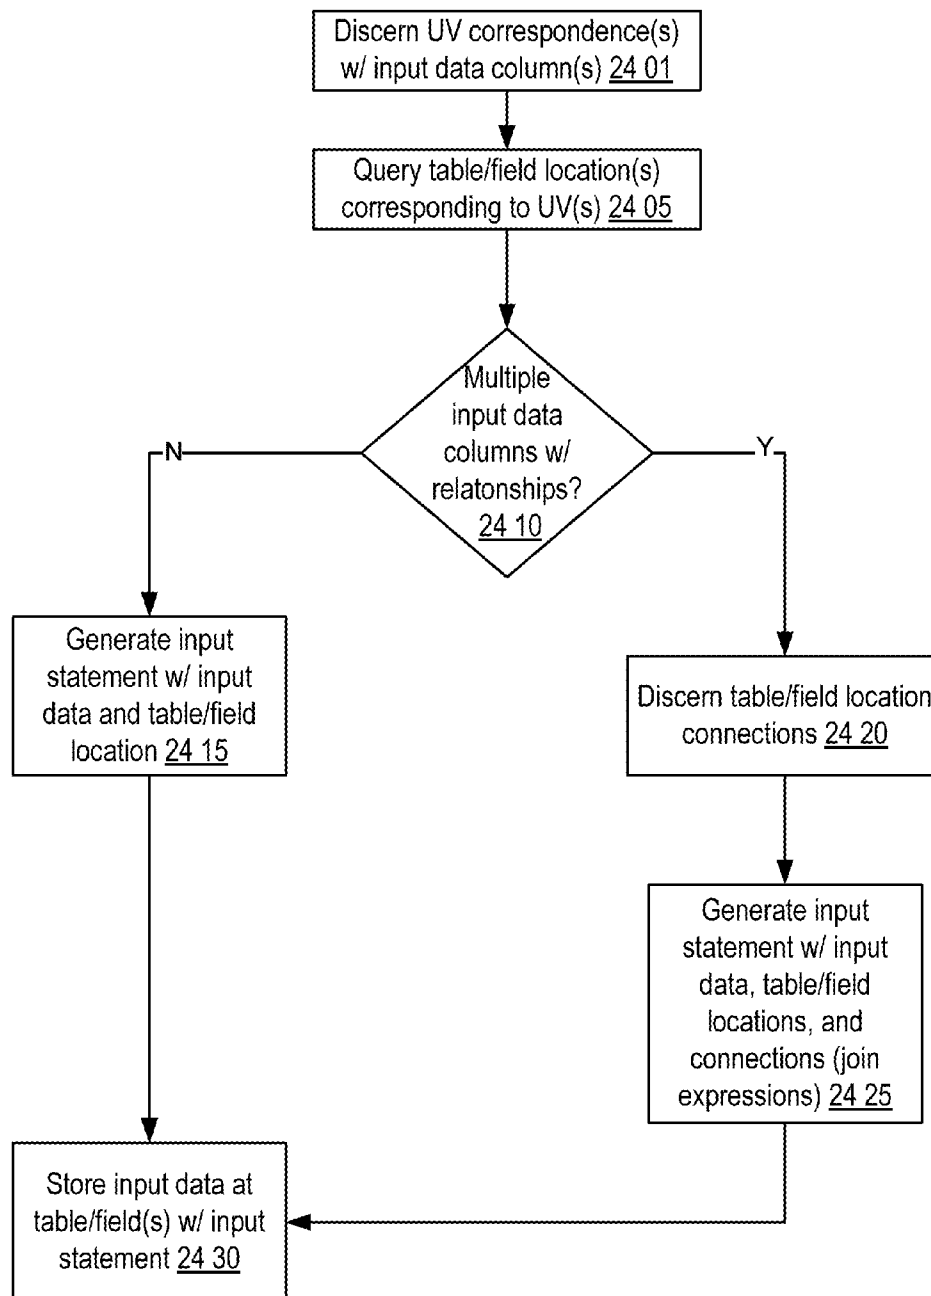 Discern UV correspondence(s)
w/ input data column(s) 24 01
Query table/field location(s)
corresponding to UV(s) 24 05
Multiple
input data
columns w/
relatonships?
24 10
N
Y
Generate input
statement w/ input
data and table/field
location 24 15
Discern table/field location
connections 24 20
Generate input
statement w/ input
data, table/field
locations, and
connections (join
expressions) 24 25
Store input data at
table/field(s) w/ input
statement 24 30